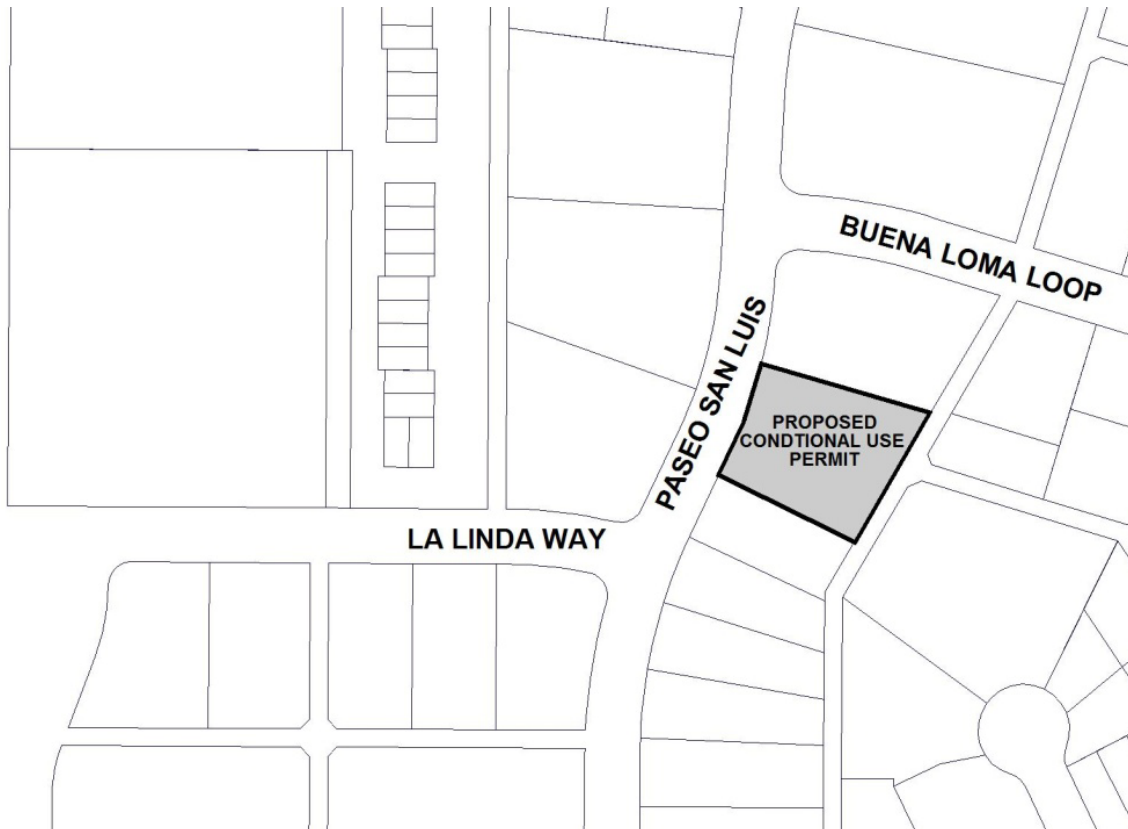 BUENA LOMA LOOP
PASEO SAN LUIS
PROPOSED
CONDTIONAL USE
PERMIT
LA LINDA WAY